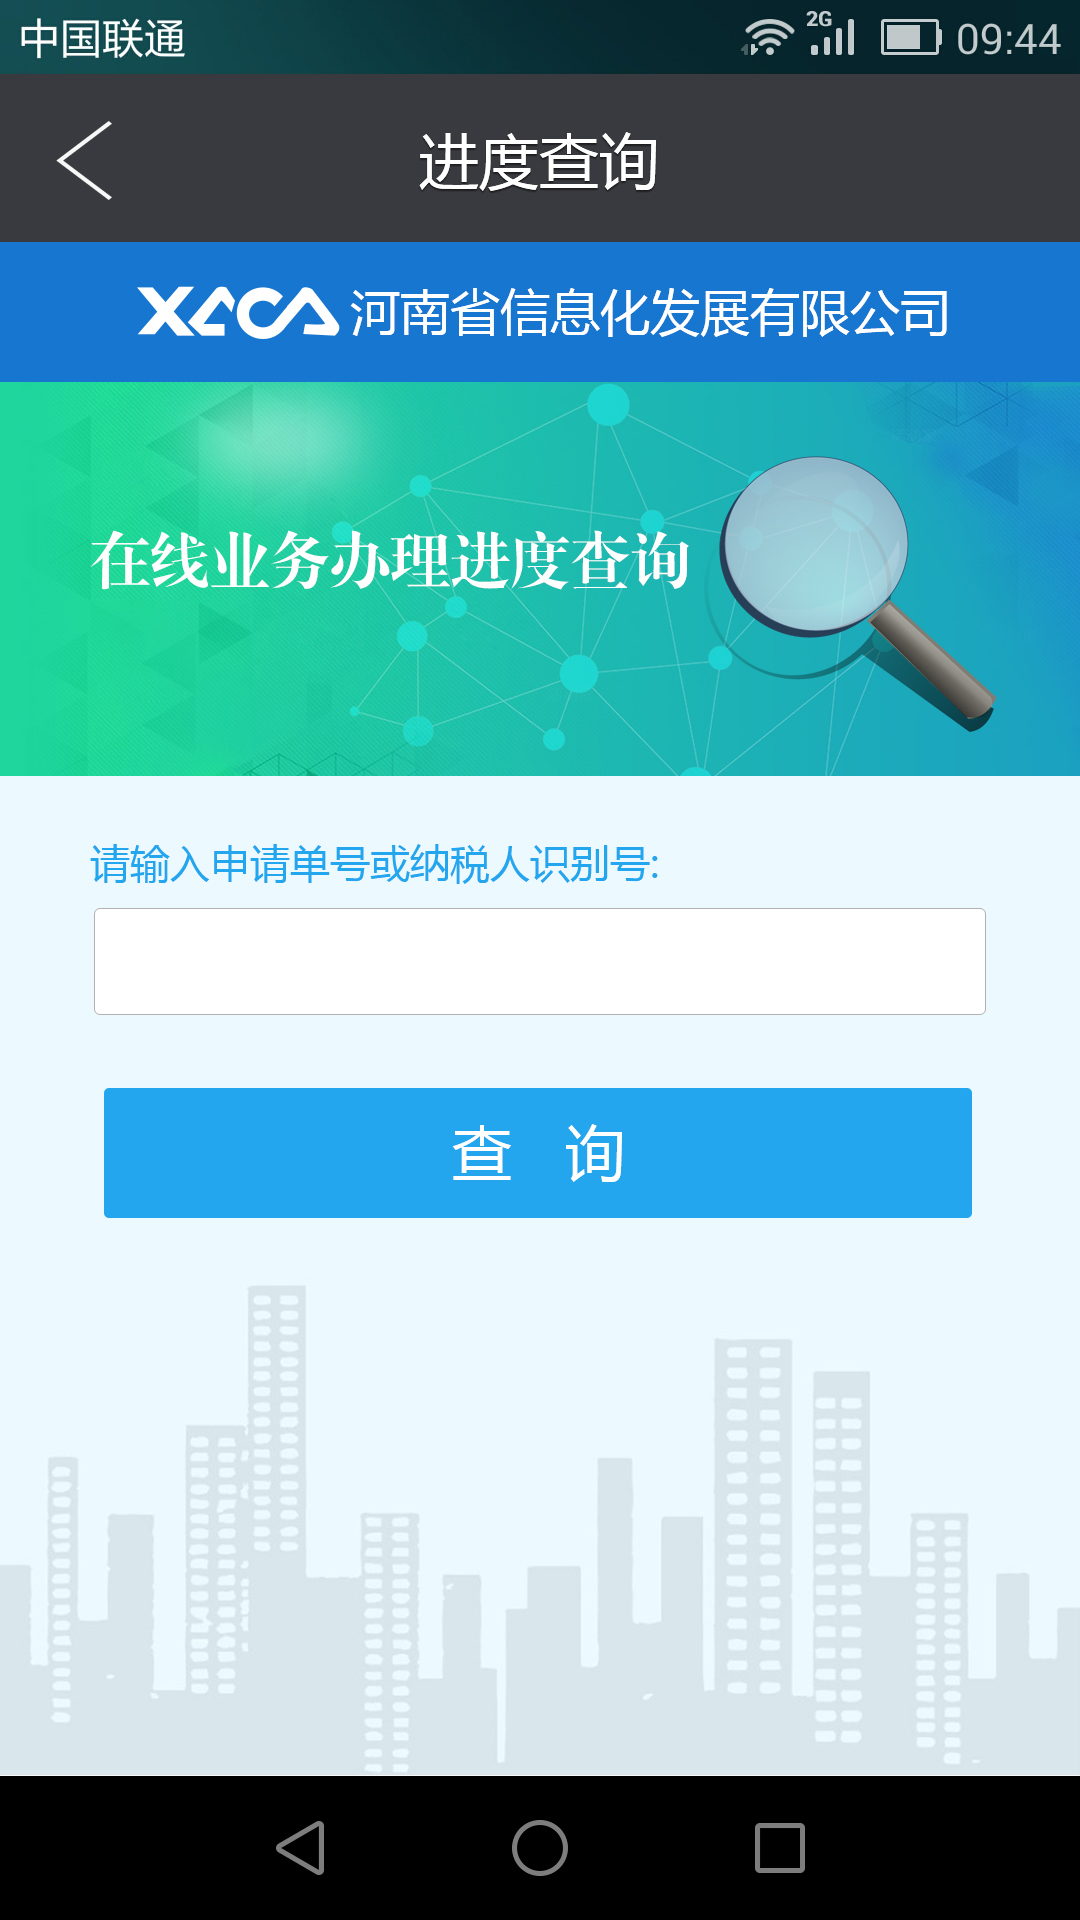 中国联通 2G 09:44
进度查询
XACA 河南省信息化发展有限公司
在线业务办理进度查询
请输入申请单号或纳税人识别号:
查 询